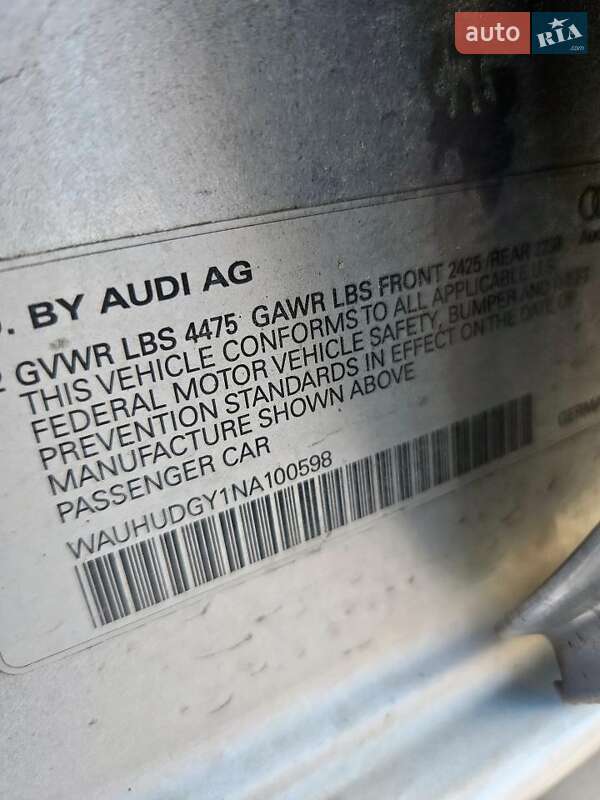 auto RIA.com
D. BY AUDI AG
GVWR LBS 4475 GAWR LBS FRONT 2425 /REAR
THIS VEHICLE CONFORMS TO ALL APPLICABLE U.S.
FEDERAL MOTOR VEHICLE SAFETY, BUMPER AND THEFT
PREVENTION STANDARDS IN EFFECT ON THE DATE OF
MANUFACTURE SHOWN ABOVE
PASSENGER CAR
WAUHUDGY1NA100598